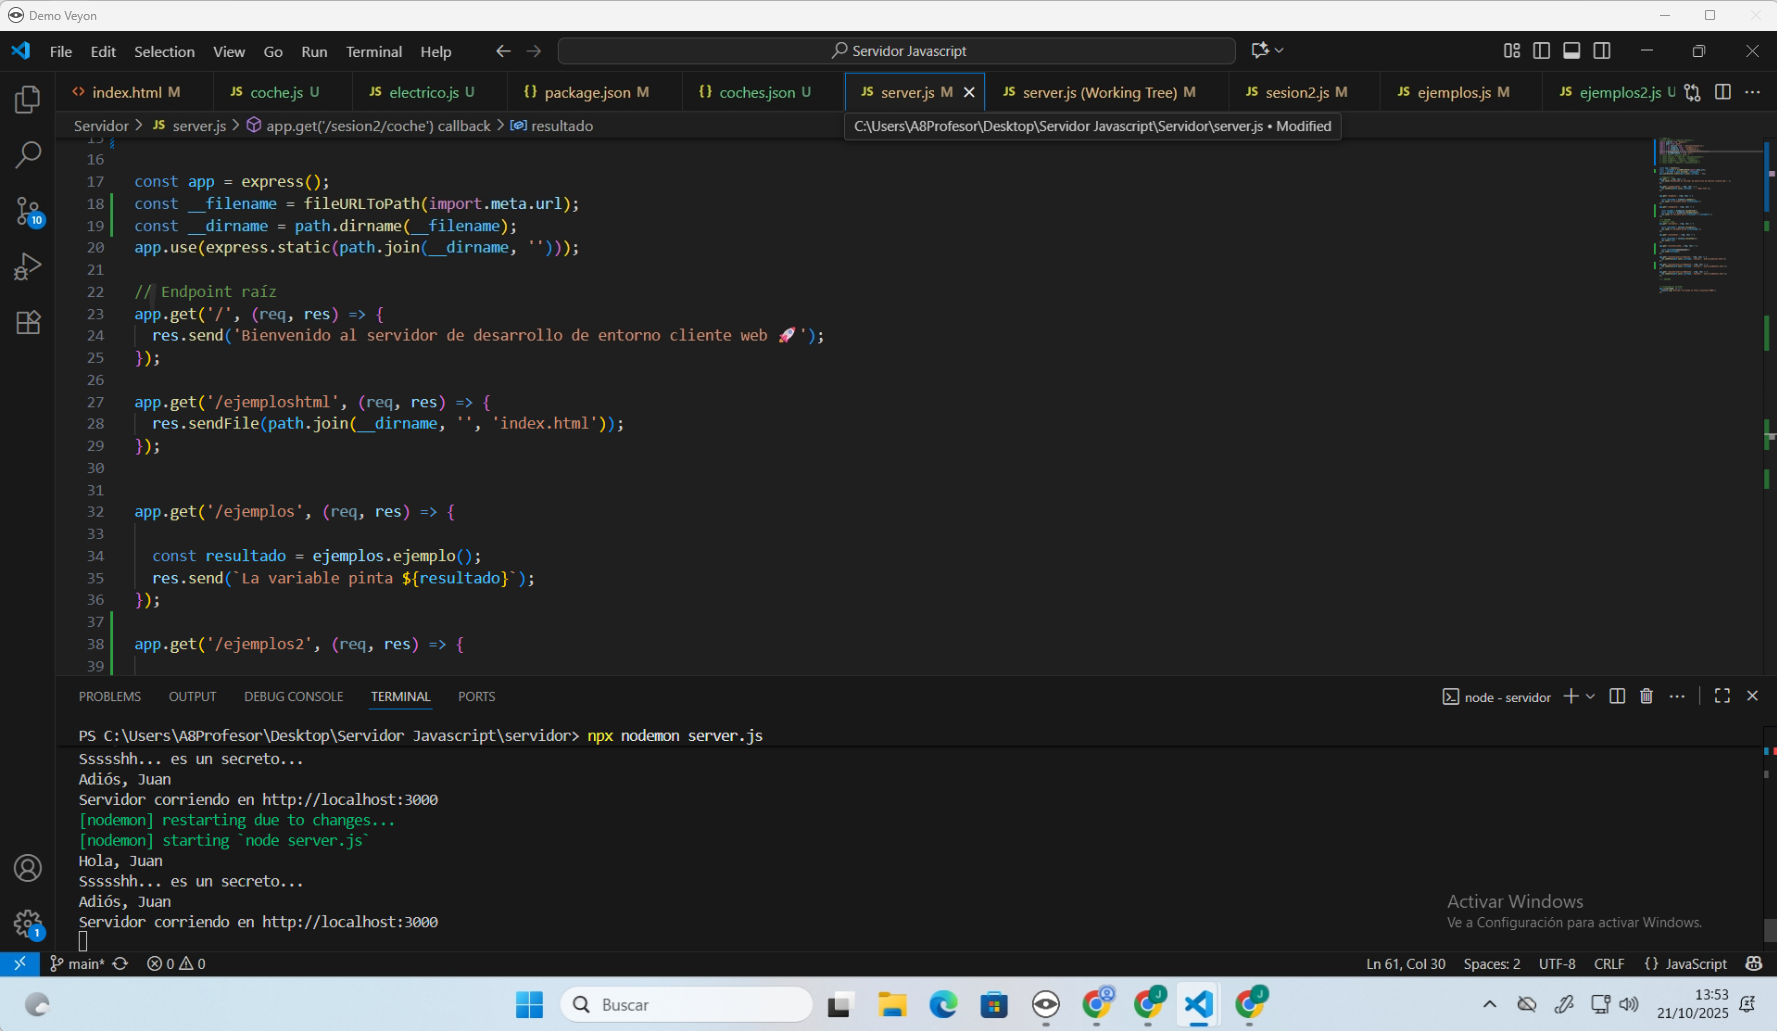 Demo Veyon
File Edit Selection View Go Run Terminal Help
Servidor Javascript
index.html M
JS coche.js U
JS electrico.js U
{} package.json M
{} coches.json U
JS server.js M
JS server.js (Working Tree) M
JS sesion2.js M
JS ejemplos.js M
JS ejemplos2.js U
Servidor > JS server.js > app.get('/sesion2/coche') callback > resultado
C:\Users\A8Profesor\Desktop\Servidor Javascript\Servidor\server.js • Modified
15
16
17 const app = express();
18 const __filename = fileURLToPath(import.meta.url);
19 const __dirname = path.dirname(__filename);
20 app.use(express.static(path.join(__dirname, '')));
21
22 // Endpoint raíz
23 app.get('/', (req, res) => {
24 res.send('Bienvenido al servidor de desarrollo de entorno cliente web 🚀');
25 });
26
27 app.get('/ejemploshtml', (req, res) => {
28 res.sendFile(path.join(__dirname, '', 'index.html'));
29 });
30
31
32 app.get('/ejemplos', (req, res) => {
33
34 const resultado = ejemplos.ejemplo();
35 res.send(`La variable pinta ${resultado}`);
36 });
37
38 app.get('/ejemplos2', (req, res) => {
39
10
PROBLEMS OUTPUT DEBUG CONSOLE TERMINAL PORTS
node - servidor
PS C:\Users\A8Profesor\Desktop\Servidor Javascript\servidor> npx nodemon server.js
Ssssshh... es un secreto...
Adiós, Juan
Servidor corriendo en http://localhost:3000
[nodemon] restarting due to changes...
[nodemon] starting `node server.js`
Hola, Juan
Ssssshh... es un secreto...
Adiós, Juan
Servidor corriendo en http://localhost:3000
Activar Windows
Ve a Configuración para activar Windows.
1
main* 0 0
Ln 61, Col 30 Spaces: 2 UTF-8 CRLF {} JavaScript
Buscar
J
J
13:53
21/10/2025